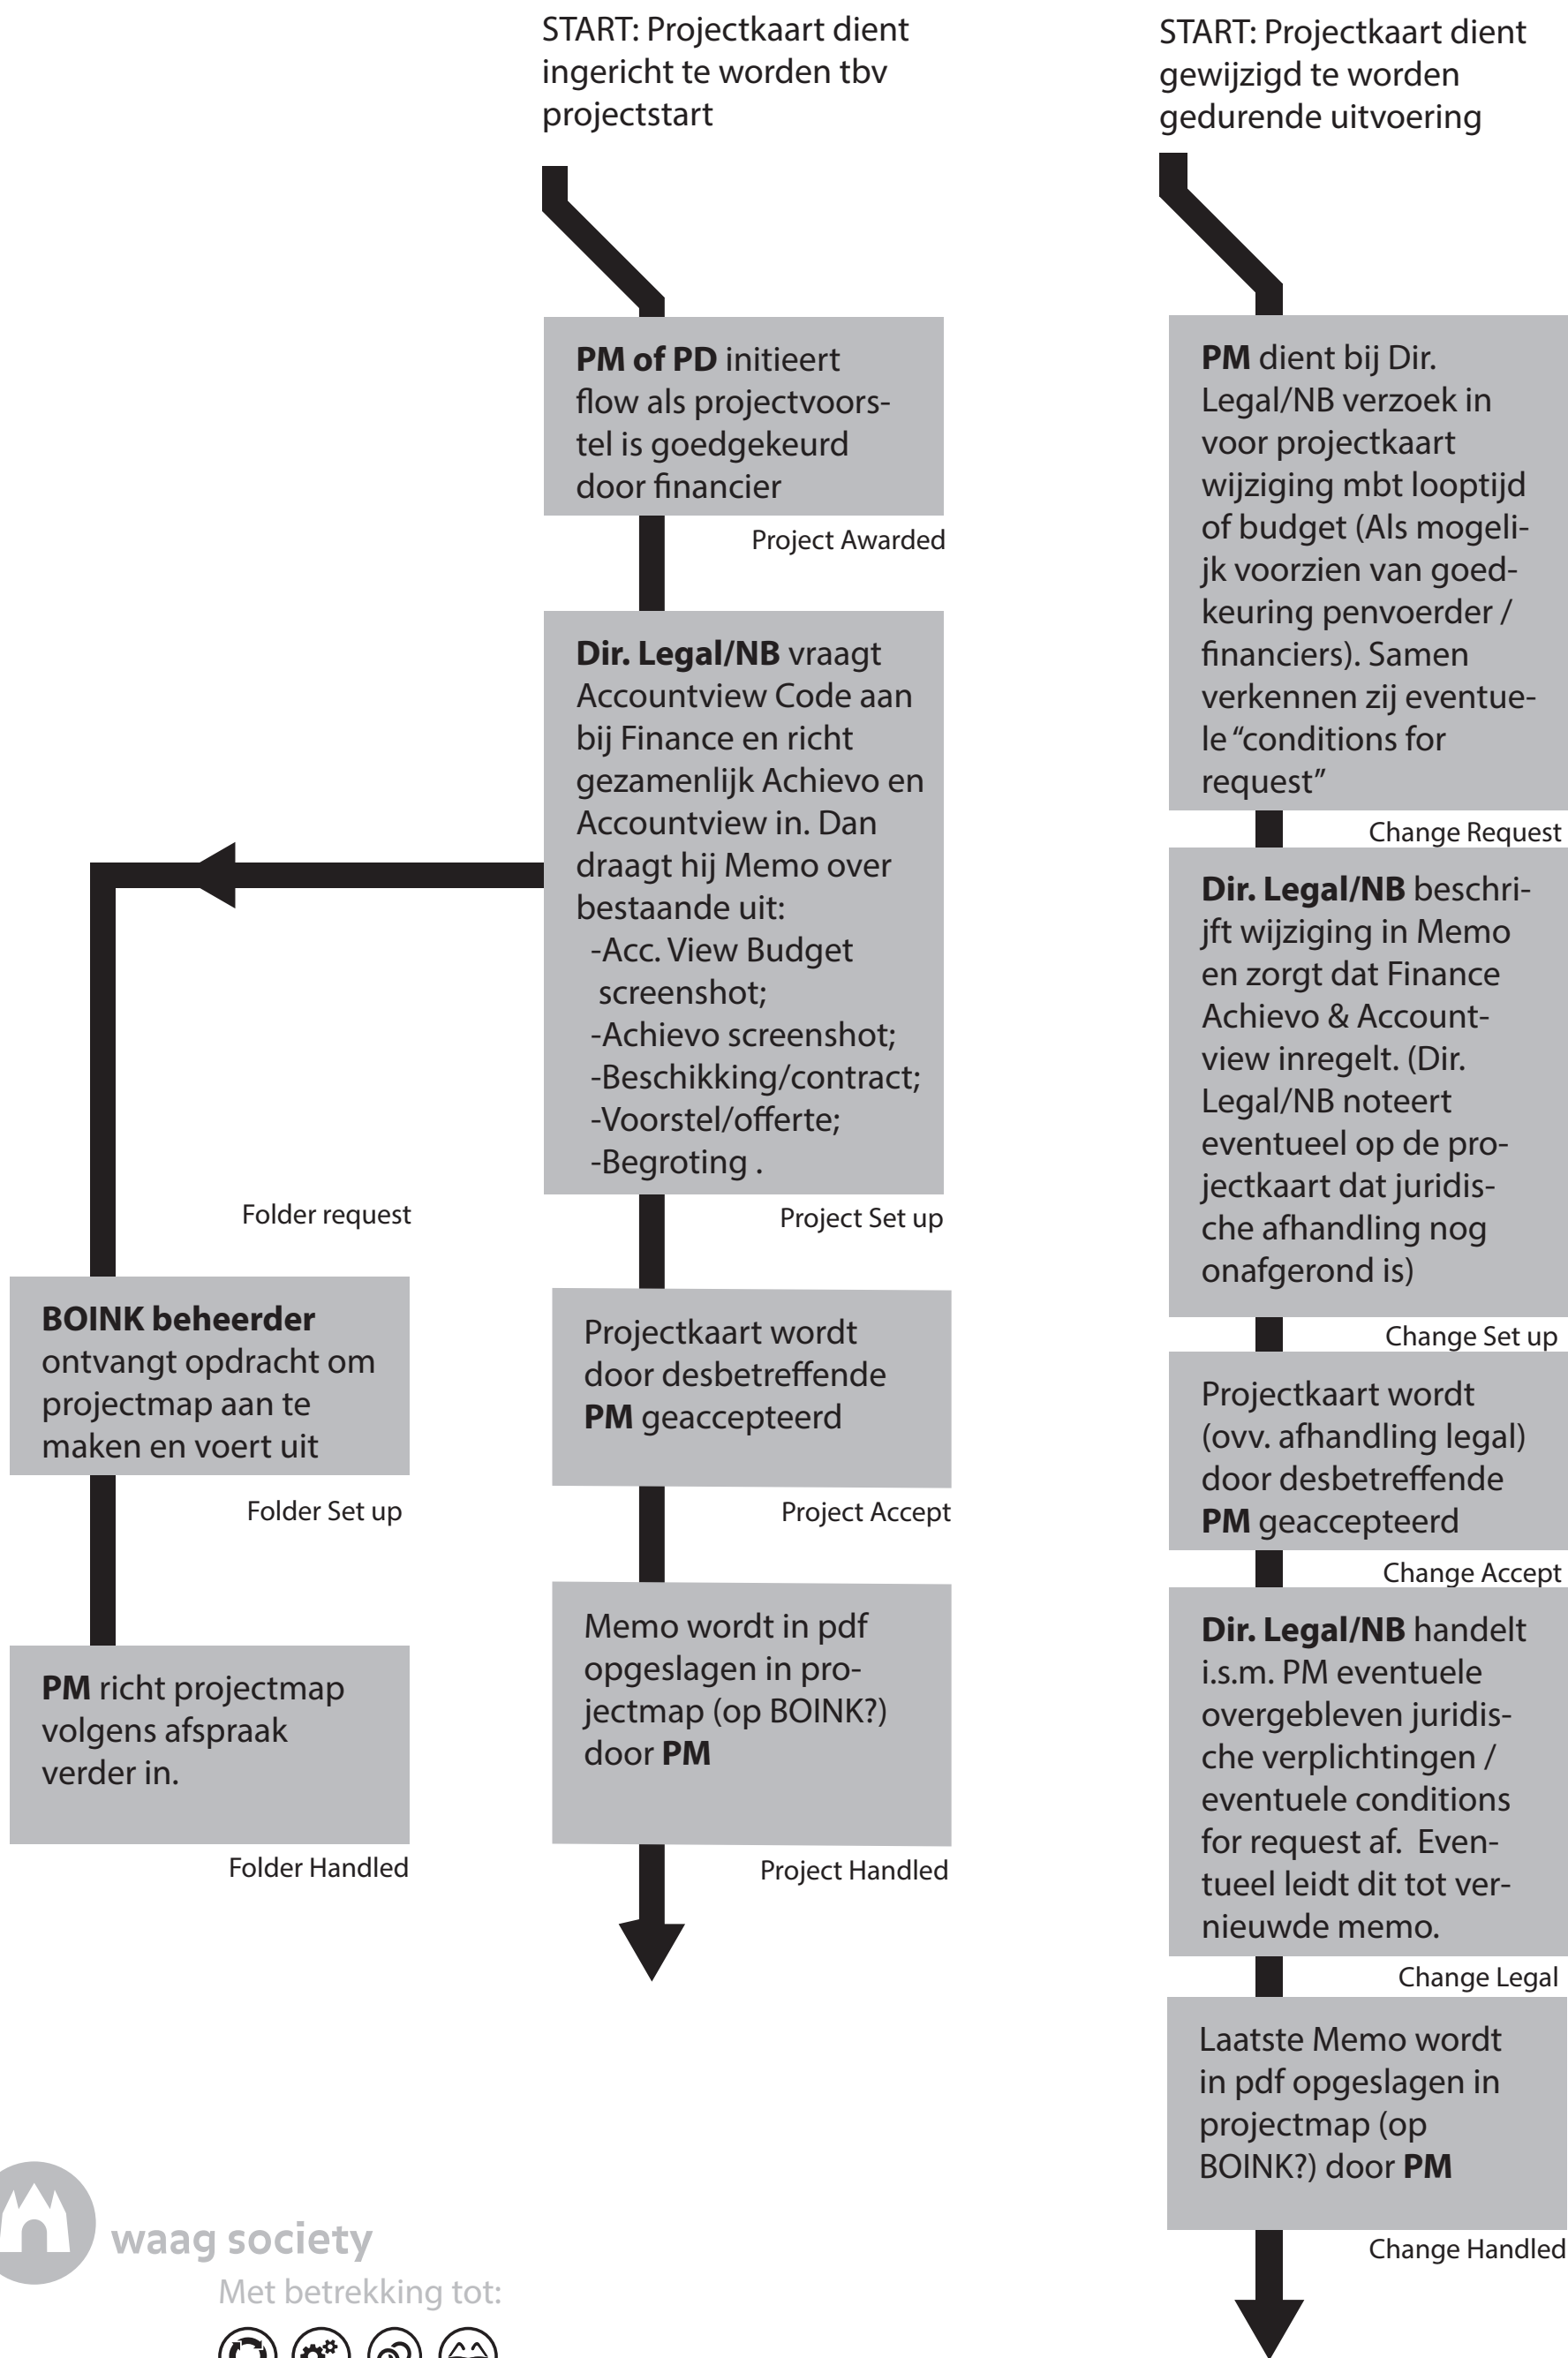 START: Projectkaart dient
ingericht te worden tbv
projectstart
PM of PD initieert
flow als projectvoors-
tel is goedgekeurd
door financier
Project Awarded
Dir. Legal/NB vraagt
Accountview Code aan
bij Finance en richt
gezamenlijk Achievo en
Accountview in. Dan
draagt hij Memo over
bestaande uit:
-Acc. View Budget
screenshot;
-Achievo screenshot;
-Beschikking/contract;
-Voorstel/offerte;
-Begroting .
Project Set up
Projectkaart wordt
door desbetreffende
PM geaccepteerd
Project Accept
Memo wordt in pdf
opgeslagen in pro-
jectmap (op BOINK?)
door PM
Project Handled
Folder request
BOINK beheerder
ontvangt opdracht om
projectmap aan te
maken en voert uit
Folder Set up
PM richt projectmap
volgens afspraak
verder in.
Folder Handled
START: Projectkaart dient
gewijzigd te worden
gedurende uitvoering
PM dient bij Dir.
Legal/NB verzoek in
voor projectkaart
wijziging mbt looptijd
of budget (Als mogeli-
jk voorzien van goed-
keuring penvoerder /
financiers). Samen
verkennen zij eventue-
le “conditions for
request”
Change Request
Dir. Legal/NB beschri-
jft wijziging in Memo
en zorgt dat Finance
Achievo & Account-
view inregelt. (Dir.
Legal/NB noteert
eventueel op de pro-
jectkaart dat juridis-
che afhandling nog
onafgerond is)
Change Set up
Projectkaart wordt
(ovv. afhandling legal)
door desbetreffende
PM geaccepteerd
Change Accept
Dir. Legal/NB handelt
i.s.m. PM eventuele
overgebleven juridis-
che verplichtingen /
eventuele conditions
for request af. Even-
tueel leidt dit tot ver-
nieuwde memo.
Change Legal
Laatste Memo wordt
in pdf opgeslagen in
projectmap (op
BOINK?) door PM
Change Handled
waag society
Met betrekking tot: